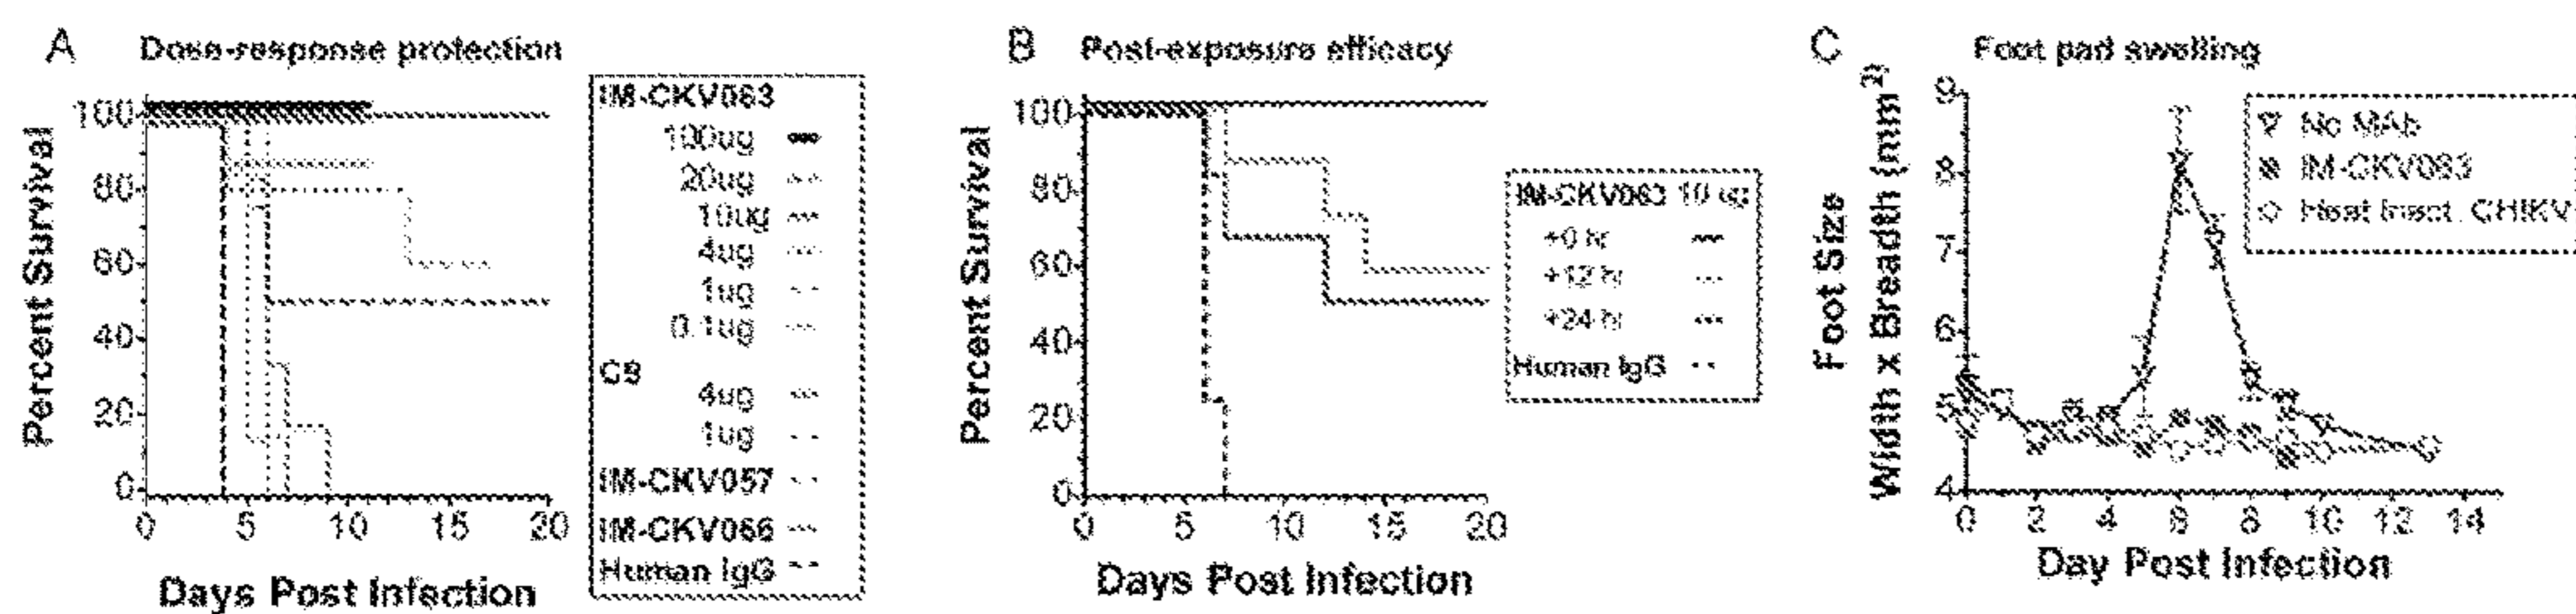 A Dose-response protection
Percent Survival
100
80
60
40
20
0
0 5 10 15 20
Days Post Infection
IM-CKV063
100ug
20ug
10ug
4ug
1ug
0.1ug
C9
4ug
1ug
IM-CKV057
IM-CKV066
Human IgG
B Post-exposure efficacy
Percent Survival
100
80
60
40
20
0
0 5 10 15 20
Days Post Infection
IM-CKV063 10 ug
+0 hr
+12 hr
+24 hr
Human IgG
C Foot pad swelling
Foot Size
Width x Breadth (mm²)
9
8
7
6
5
4
0 2 4 6 8 10 12 14
Day Post Infection
No MAb
IM-CKV063
Heat Inact. CHIKV